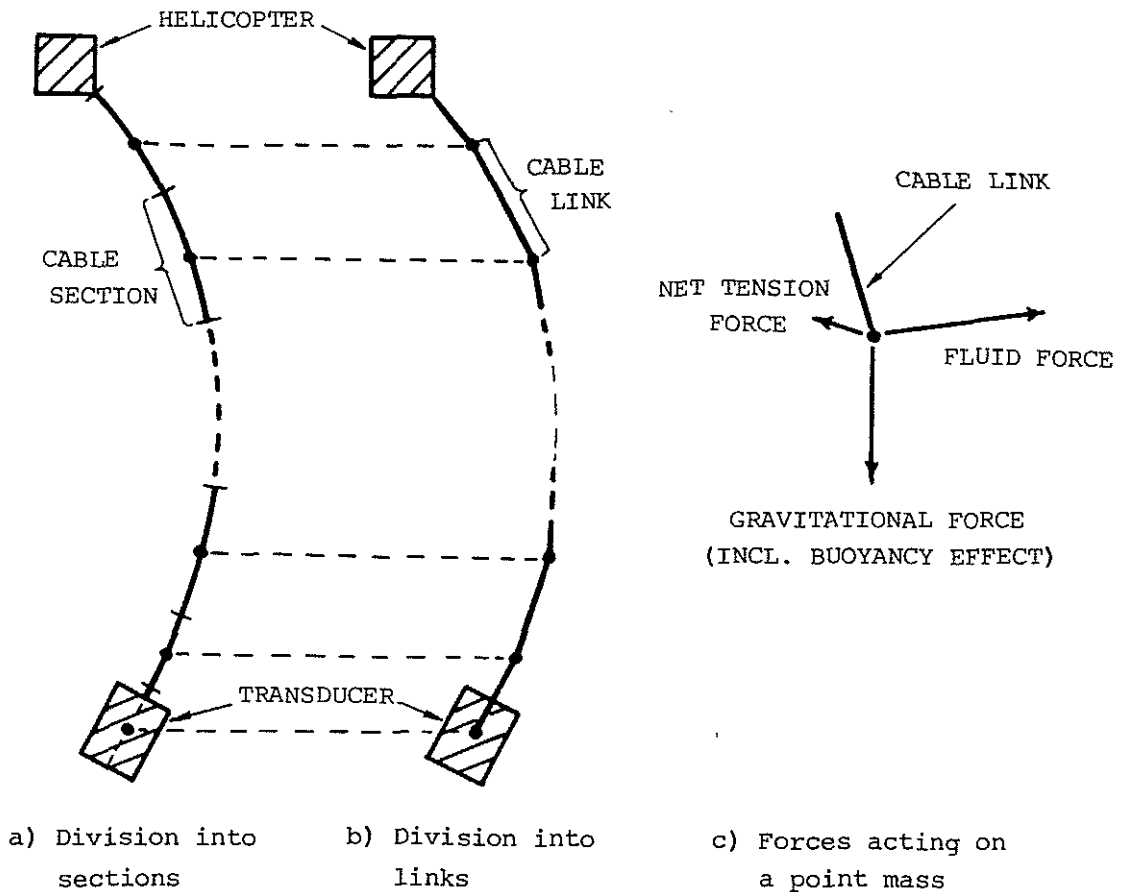 HELICOPTER
CABLE
LINK
CABLE
SECTION
CABLE LINK
NET TENSION
FORCE
FLUID FORCE
GRAVITATIONAL FORCE
(INCL. BUOYANCY EFFECT)
TRANSDUCER
a) Division into
sections
b) Division into
links
c) Forces acting on
a point mass